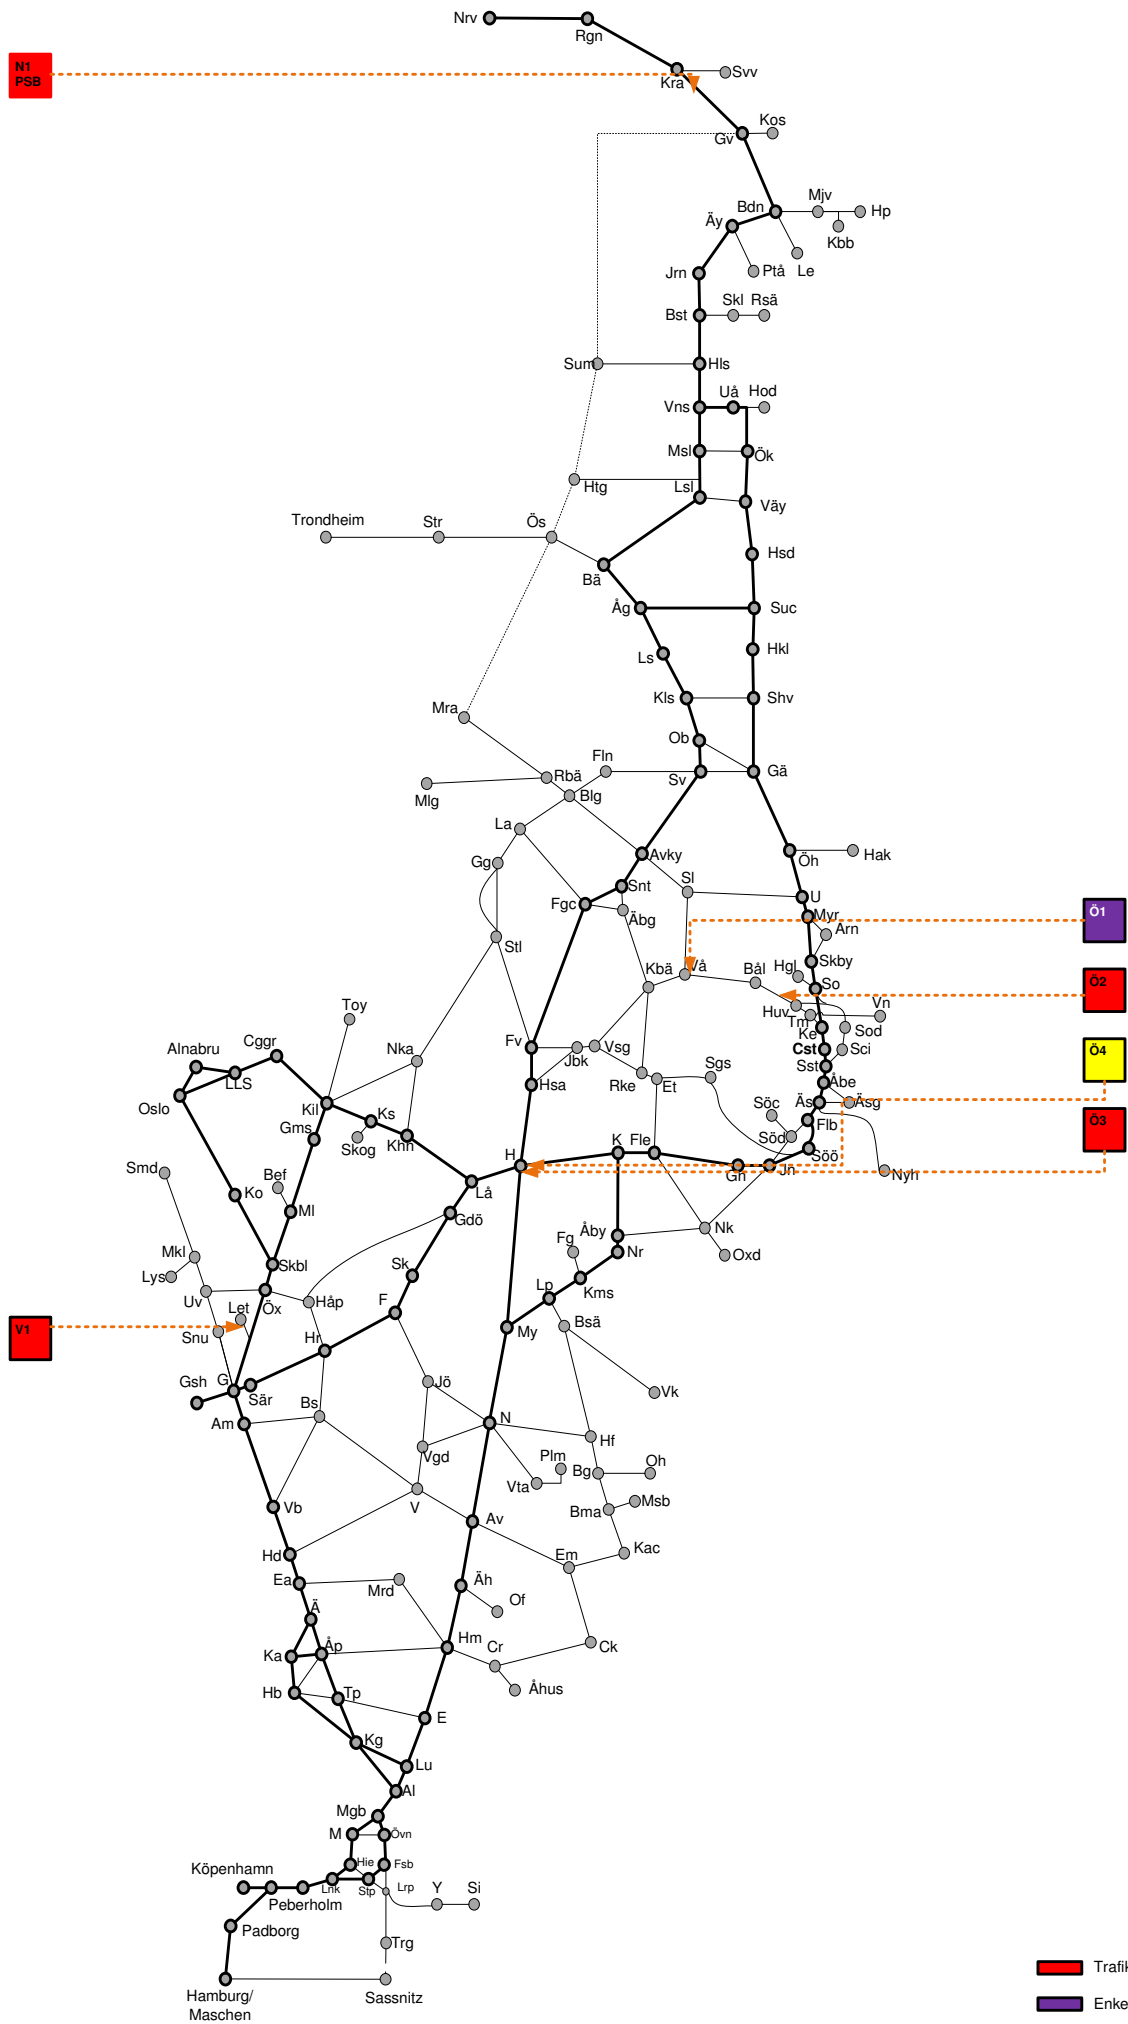 Nrv
Rgn
N1
PSB
Kra
Svv
Kos
Gv
Mjv
Bdn
Hp
Äy
Kbb
Jrn
Ptå
Le
Skl
Rsä
Bst
Sum
Hls
Uå
Hod
Vns
Msl
Ök
Htg
Lsl
Väy
Trondheim
Str
Ös
Hsd
Bä
Åg
Suc
Hkl
Ls
Kls
Shv
Mra
Ob
Fln
Rbä
Sv
Gä
Mlg
Blg
La
Avky
Öh
Hak
Gg
Snt
Sl
U
Fgc
Äbg
Myr
Ö1
Arn
Stl
Skby
Kbä
Vå
Bål
Hgl
So
Ö2
Toy
Huv
Vn
Tm
Ke
Sod
Cggr
Fv
Jbk
Vsg
Cst
Sci
Ö4
Alnabru
Nka
LLS
Hsa
Rke
Et
Sgs
Sst
Åbe
Oslo
Kil
Ks
Söc
Äs
Äsg
Ö3
Gms
Skog
Khn
Söd
Flb
H
K
Fle
Söö
Smd
Bef
Gn
Jn
Nyh
Lå
Ko
Ml
Gdö
Åby
Nk
Fg
Nr
Oxd
Mkl
Skbl
Sk
Lys
Kms
Uv
Öx
Håp
F
Lp
Let
V1
Snu
Hr
My
Bsä
Gsh
G
Sär
Jö
Vk
Am
Bs
N
Hf
Vgd
Plm
Bg
Oh
Vta
Vb
V
Bma
Msb
Av
Hd
Em
Kac
Ea
Mrd
Äh
Of
Ä
Åp
Hm
Cr
Ck
Ka
Hb
Tp
Åhus
E
Kg
Lu
Al
Mgb
M
Övn
Köpenhamn
Hie
Fsb
Lnk
Stp
Lrp
Y
Si
Peberholm
Padborg
Trg
Trafik
Hamburg/
Maschen
Sassnitz
Enke